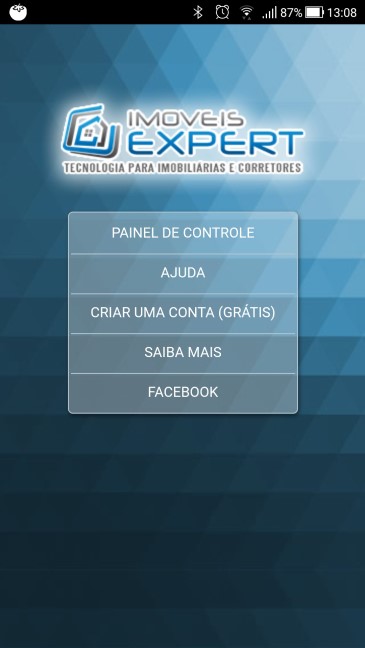 87% 13:08
IMOVEIS
EXPERT
TECNOLOGIA PARA IMOBILIÁRIAS E CORRETORES
PAINEL DE CONTROLE
AJUDA
CRIAR UMA CONTA (GRÁTIS)
SAIBA MAIS
FACEBOOK